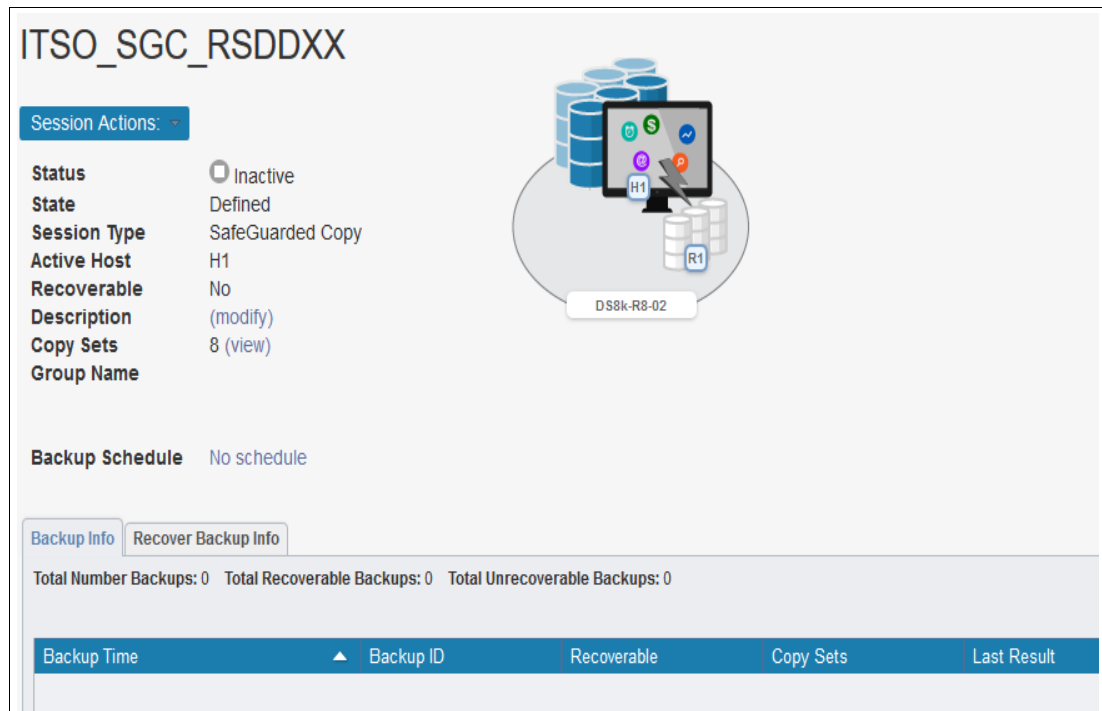 ITSO_SGC_RSDDXX
Session Actions:
Status Inactive
State Defined
Session Type SafeGuarded Copy
Active Host H1
Recoverable No
Description (modify)
Copy Sets 8 (view)
Group Name
Backup Schedule No schedule
H1
R1
DS8k-R8-02
Backup Info Recover Backup Info
Total Number Backups: 0 Total Recoverable Backups: 0 Total Unrecoverable Backups: 0
Backup Time Backup ID Recoverable Copy Sets Last Result